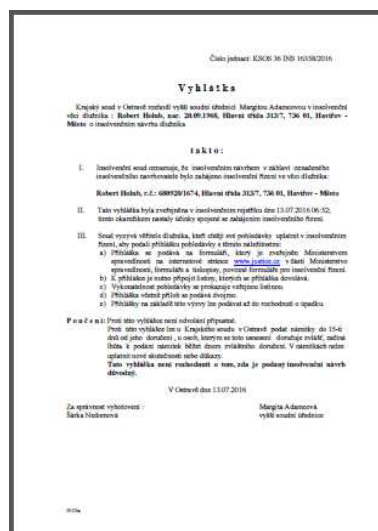 Číslo jednací: KSOS 36 INS 16358/2016
Vyhláška
Krajský soud v Ostravě rozhodl vyšší soudní úřednicí Margitou Adamcovou v insolvenční
věci dlužníka : Robert Holub, nar. 20.09.1968, Hlavní třída 313/7, 736 01, Havířov -
Město o insolvenčním návrhu dlužníka
takto:
I. Insolvenční soud oznamuje, že insolvenčním návrhem v záhlaví označeného
insolvenčního navrhovatele bylo zahájeno insolvenční řízení ve věci dlužníka:
Robert Holub, r.č.: 680920/1674, Hlavní třída 313/7, 736 01, Havířov - Město
II. Tato vyhláška byla zveřejněna v insolvenčním rejstříku dne 13.07.2016 06:52;
tímto okamžikem nastaly účinky spojené se zahájením insolvenčního řízení.
III. Soud vyzývá věřitele dlužníka, kteří chtějí své pohledávky uplatnit v insolvenčním
řízení, aby podali přihlášku pohledávky s těmito náležitostmi:
a) Přihláška se podává na formuláři, který je zveřejněn Ministerstvem
spravedlnosti na internetové stránce www.justice.cz v části Ministerstvo
spravedlnosti, formuláře a tiskopisy, povinné formuláře pro insolvenční řízení.
b) K přihlášce je nutno připojit listiny, kterých se přihláška dovolává.
c) Vykonatelnost pohledávky se prokazuje veřejnou listinou.
d) Přihláška včetně příloh se podává dvojmo.
e) Přihlášky na základě této výzvy lze podávat až do rozhodnutí o úpadku.
Poučení: Proti této vyhlášce není odvolání přípustné.
Proti této vyhlášce lze u Krajského soudu v Ostravě podat námitky do 15-ti
dnů od jeho doručení , u osob, kterým se toto usnesení doručuje zvlášť, začíná
lhůta k podání námitek běžet dnem zvláštního doručení. V námitkách nelze
uplatnit nové skutečnosti nebo důkazy.
Tato vyhláška není rozhodnutí o tom, zda je podaný insolvenční návrh
důvodný.
V Ostravě dne 13.07.2016
Za správnost vyhotovení : Margita Adamcová
Šárka vyšší soudní úřednice